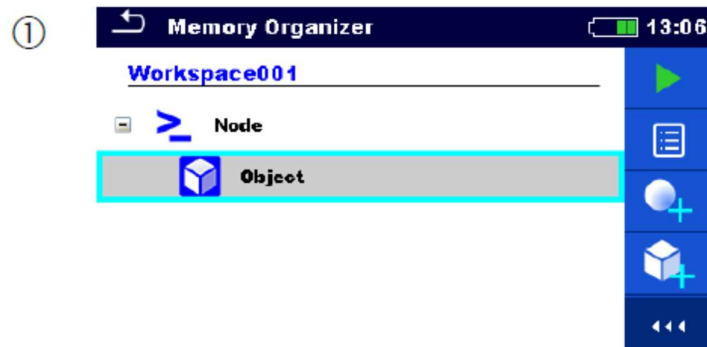 ①
Memory Organizer 13:06
Workspace001
Node
Object